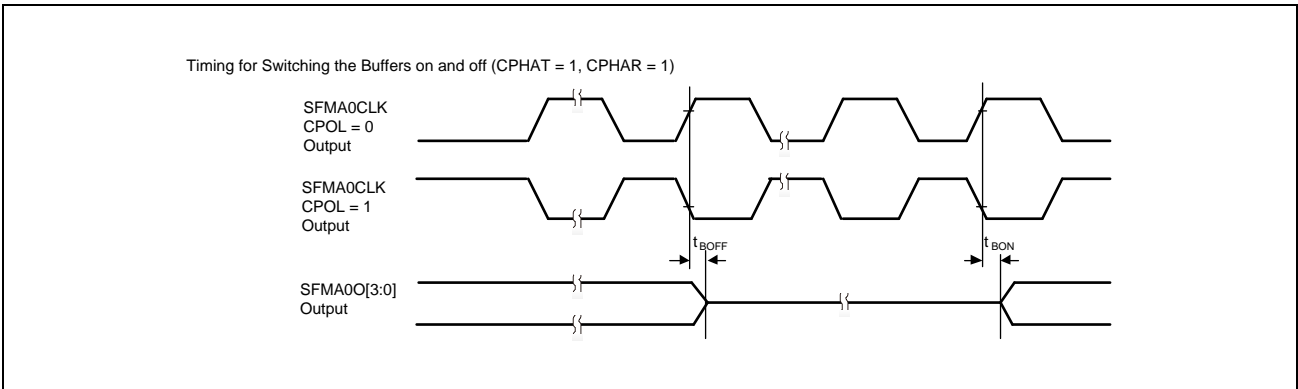 Timing for Switching the Buffers on and off (CPHAT = 1, CPHAR = 1)
SFMA0CLK
CPOL = 0
Output
SFMA0CLK
CPOL = 1
Output
tBOFF
tBON
SFMA0O[3:0]
Output